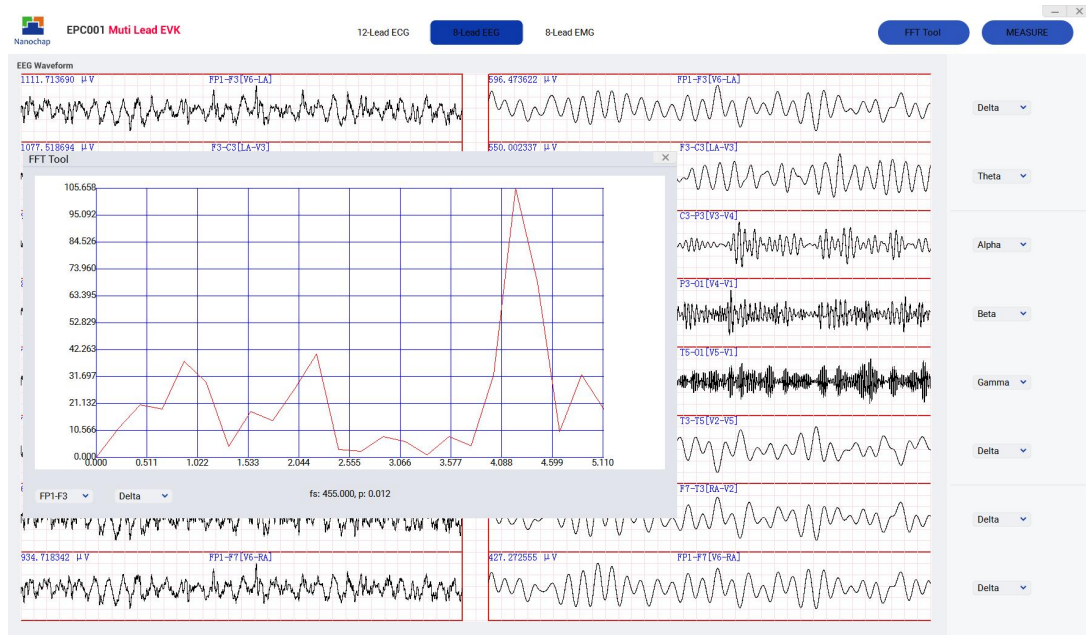 Nanochap
EPC001 Muti Lead EVK
12-Lead ECG
8-Lead EEG
8-Lead EMG
FFT Tool
MEASURE
EEG Waveform
1111.713690 μV FP1-F3[V6-LA]
596.473622 μV FP1-F3[V6-LA]
Delta
1077.518694 μV F3-C3[LA-V3]
550.002337 μV F3-C3[LA-V3]
Theta
FFT Tool
105.658
95.092
84.526
73.960
63.395
52.829
42.263
31.697
21.132
10.566
0.000
0.000 0.511 1.022 1.533 2.044 2.555 3.066 3.577 4.088 4.599 5.110
FP1-F3
Delta
fs: 455.000, p: 0.012
C3-P3[V3-V4]
Alpha
P3-O1[V4-V1]
Beta
T5-O1[V5-V1]
Gamma
T3-T5[V2-V5]
Delta
F7-T3[RA-V2]
Delta
934.718342 μV FP1-F7[V6-RA]
427.272555 μV FP1-F7[V6-RA]
Delta